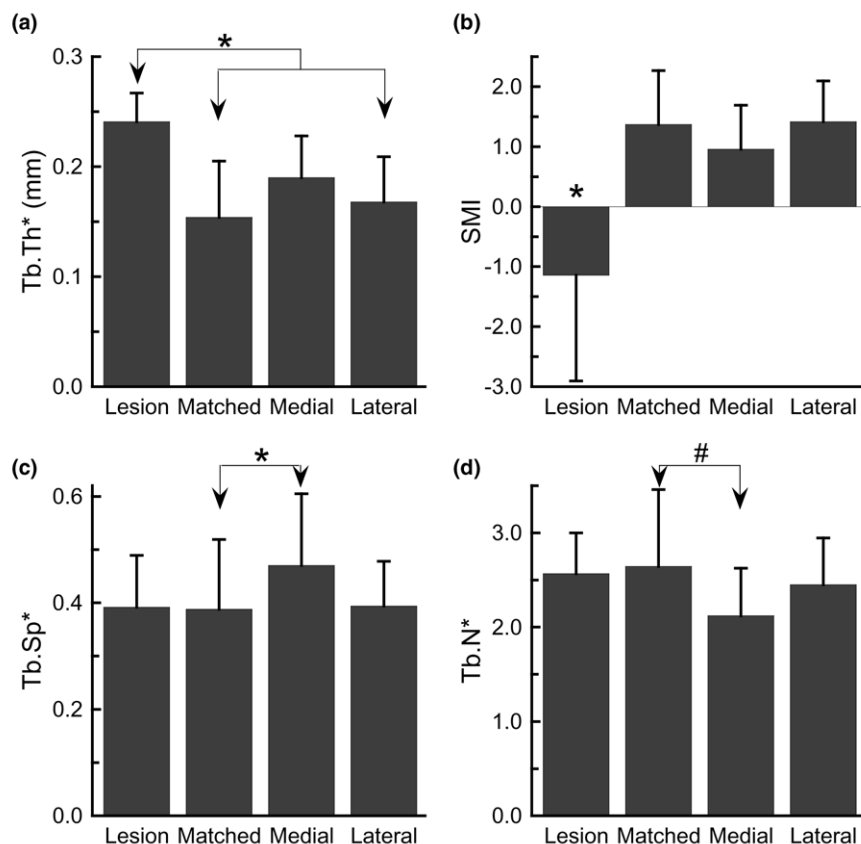 (a)
*
0.3
0.2
0.1
0.0
Tb.Th* (mm)
Lesion Matched Medial Lateral
(b)
2.0
1.0
0.0
-1.0
-2.0
-3.0
SMI
*
Lesion Matched Medial Lateral
(c)
*
0.6
0.4
0.2
0.0
Tb.Sp*
Lesion Matched Medial Lateral
(d)
#
3.0
2.0
1.0
0.0
Tb.N*
Lesion Matched Medial Lateral